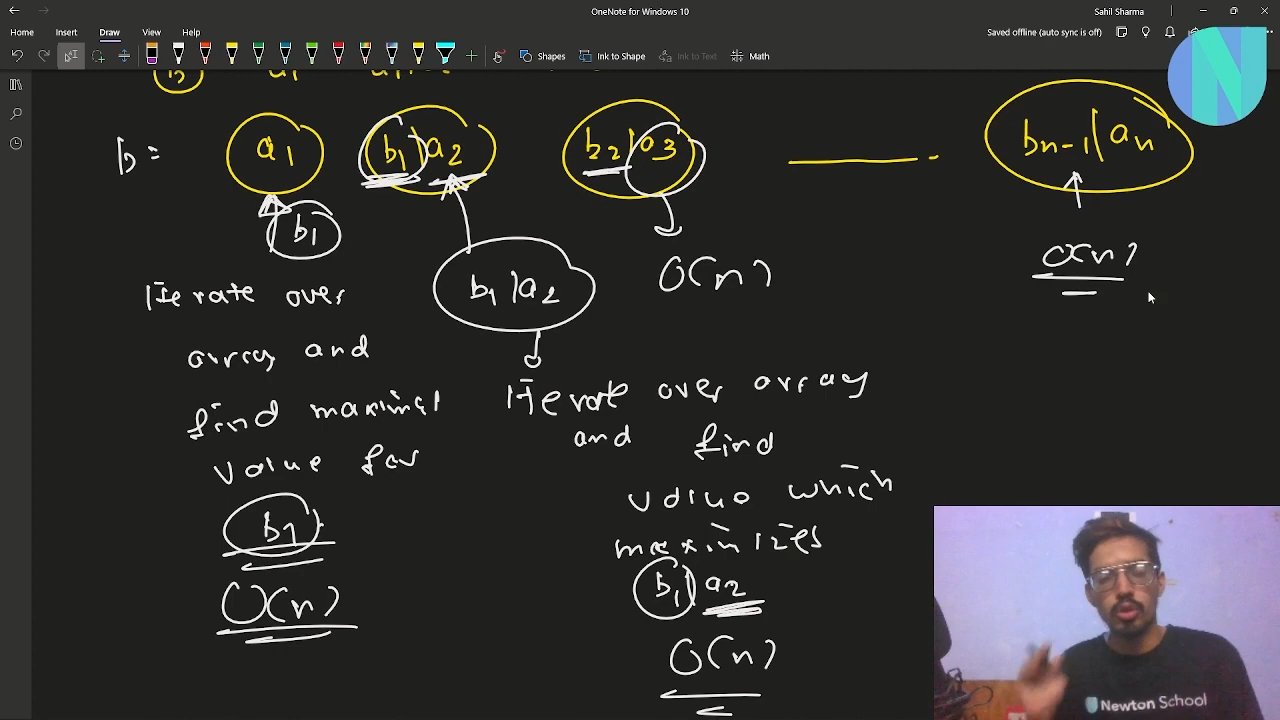 OneNote for Windows 10
Sahil Sharma
Home Insert Draw View Help
Saved offline (auto sync is off)
Shapes Ink to Shape Ink to Text Math
b = a1 b1 | a2 b2 | a3 bn-1 | an
b1
b1 | a2
O(n)
O(n)
Iterate over
array and
find maximal
value for
b1
O(n)
Iterate over array
and find
value which
maximizes
b1 | a2
O(n)
Newton School